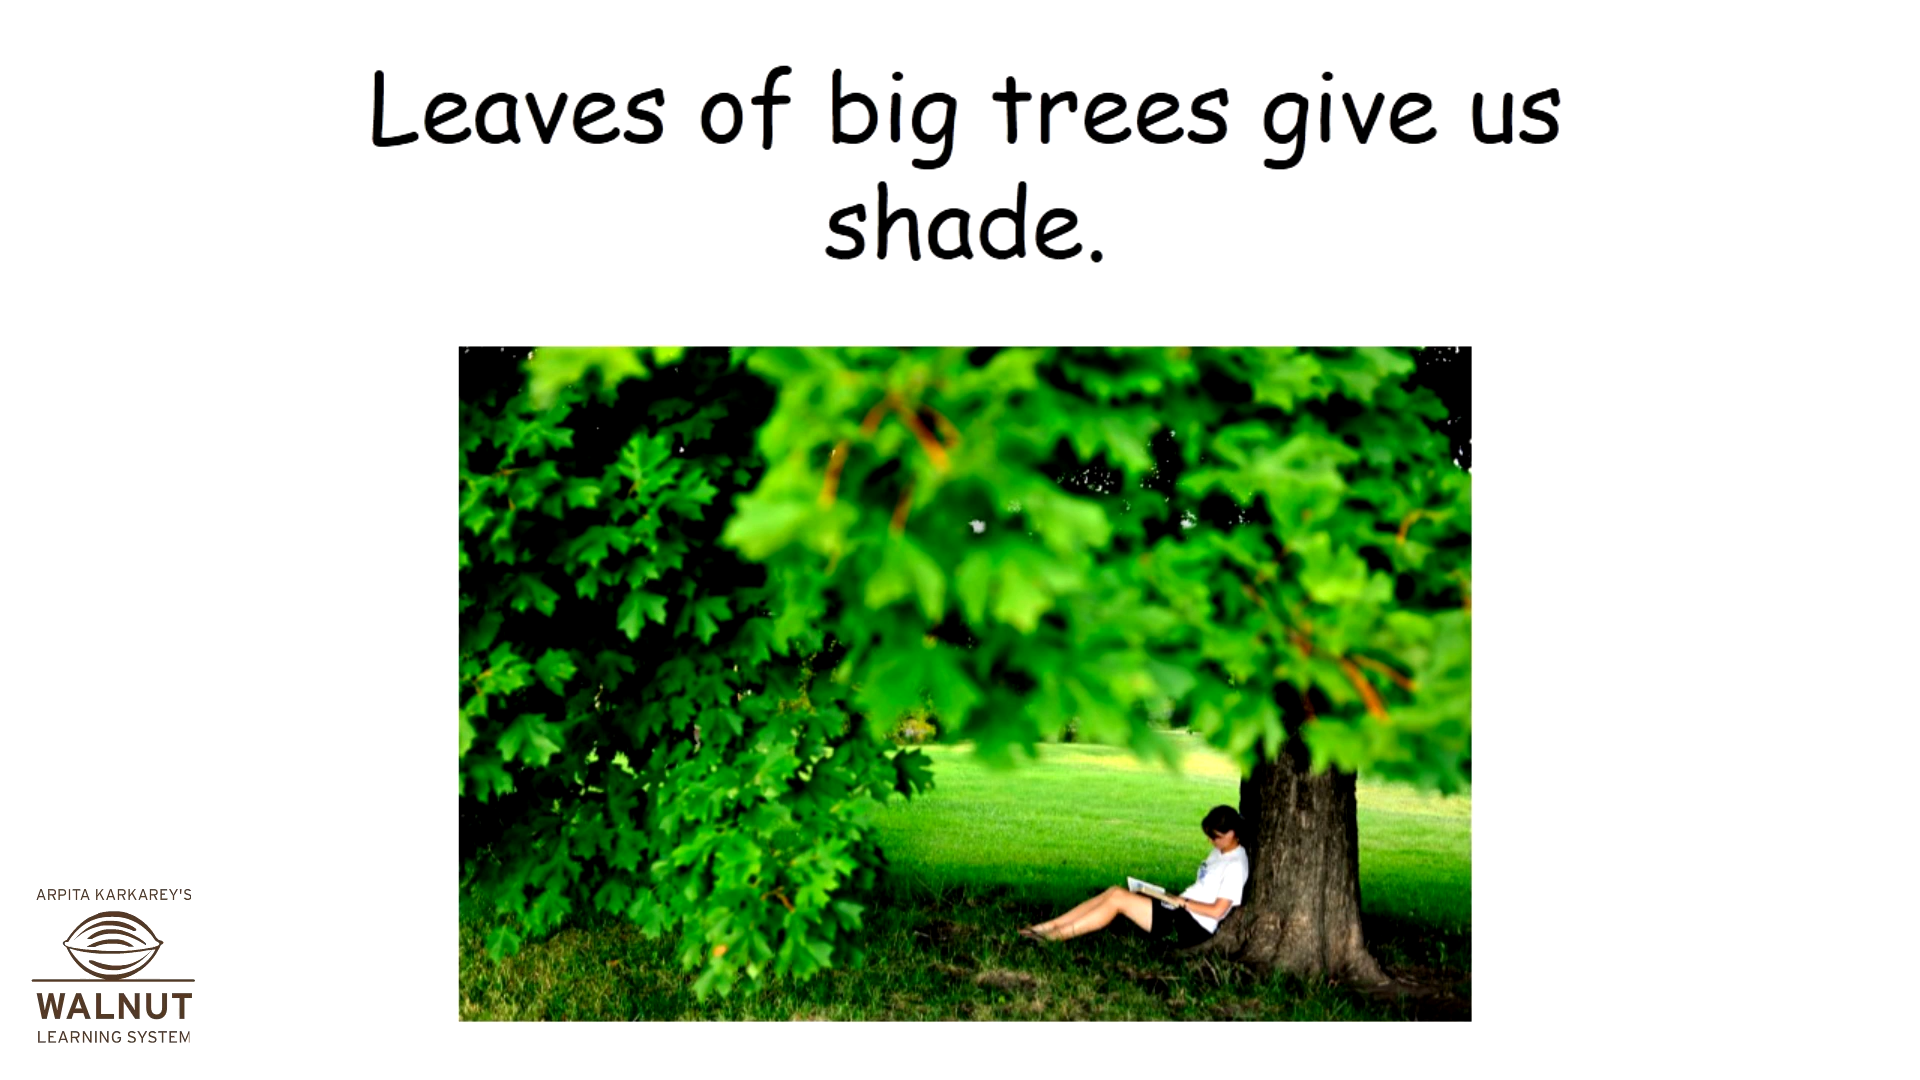 Leaves of big trees give us
shade.
ARPITA KARKAREY'S
WALNUT
LEARNING SYSTEM